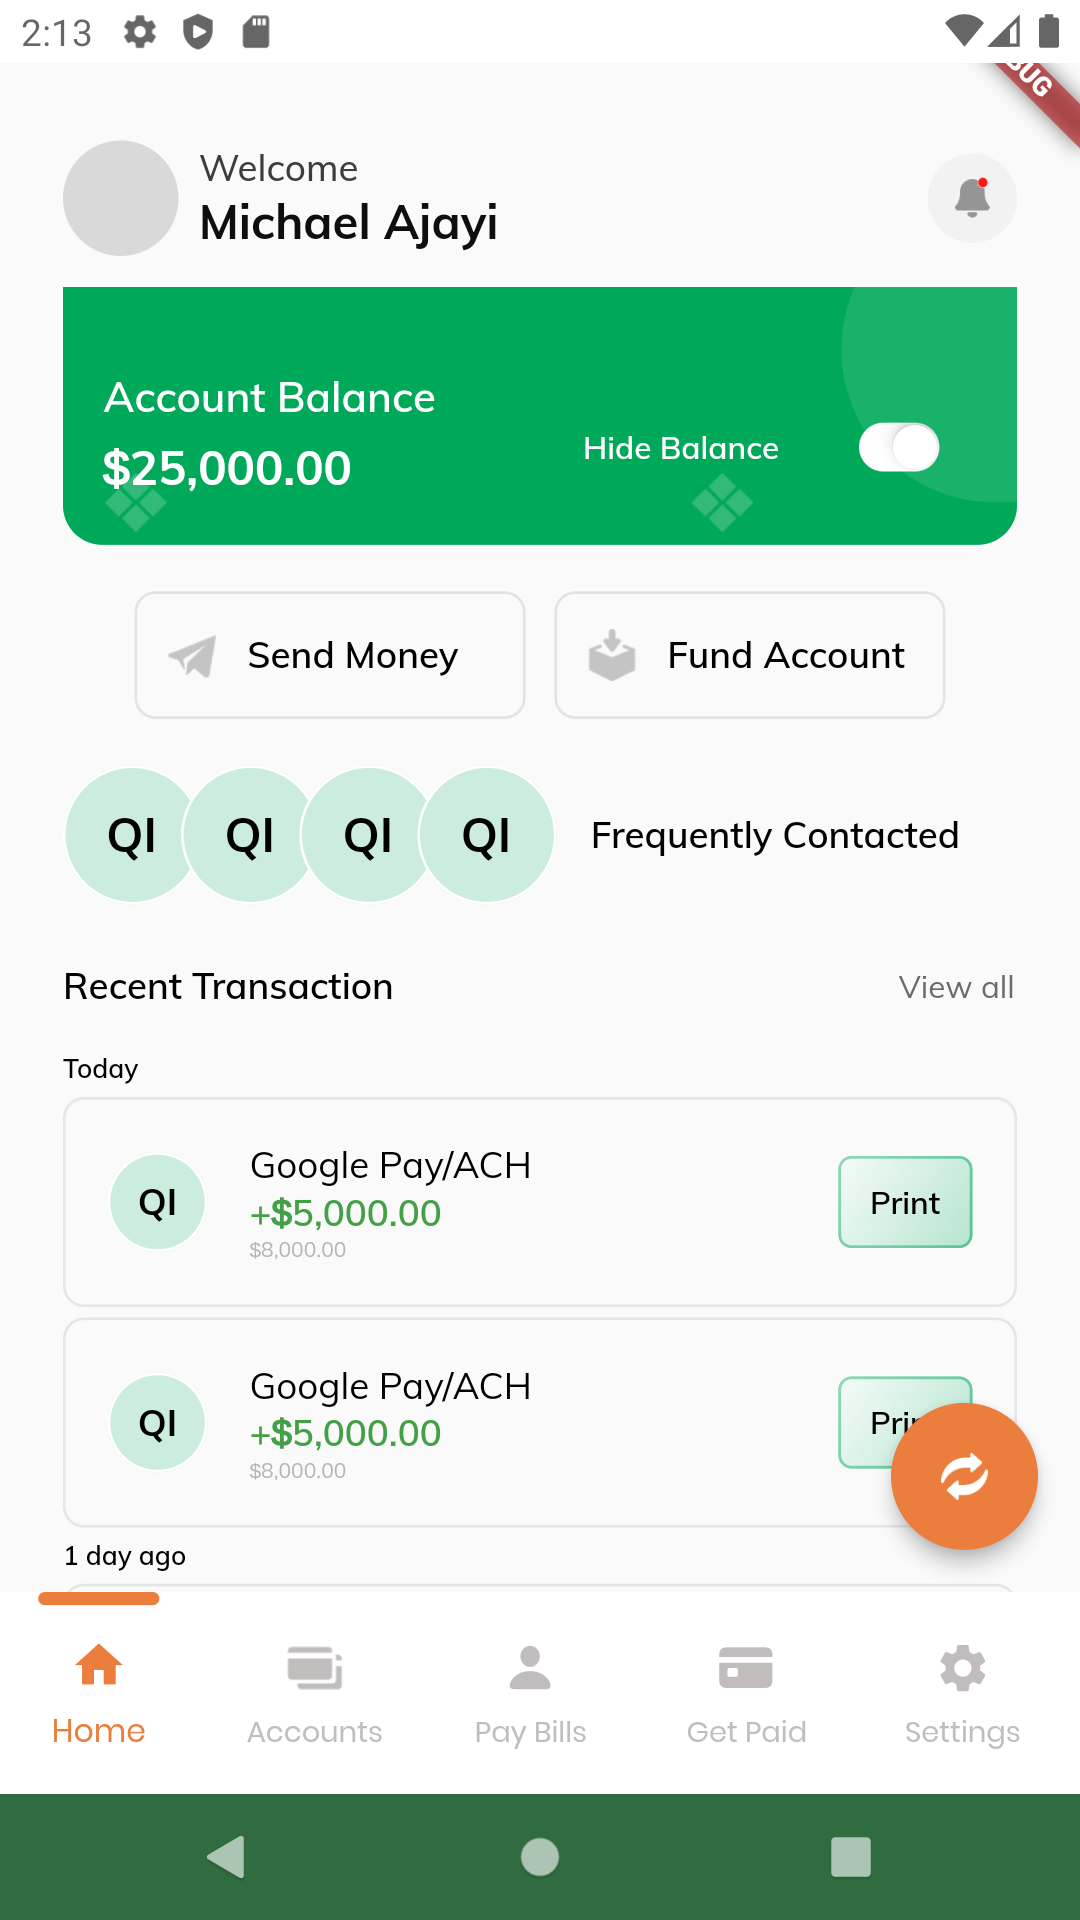 2:13
BUG
Welcome
Michael Ajayi
Account Balance
$25,000.00
Hide Balance
Send Money
Fund Account
QI QI QI QI
Frequently Contacted
Recent Transaction
View all
Today
QI
Google Pay/ACH
+$5,000.00
$8,000.00
Print
QI
Google Pay/ACH
+$5,000.00
$8,000.00
1 day ago
Home
Accounts
Pay Bills
Get Paid
Settings